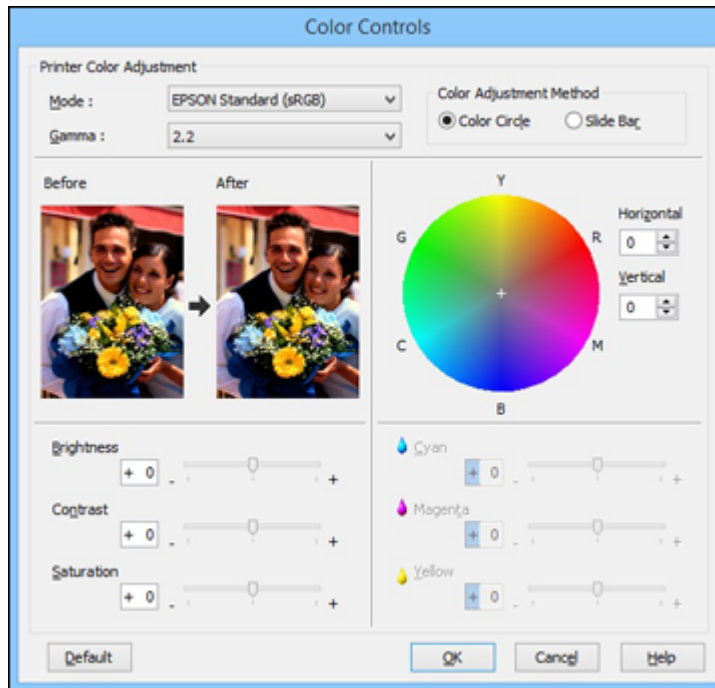 Color Controls
Printer Color Adjustment
Mode :
EPSON Standard (sRGB)
Gamma :
2.2
Color Adjustment Method
Color Circle
Slide Bar
Before
After
Y
G
R
C
M
B
Horizontal
0
Vertical
0
Brightness
+ 0
- +
Contrast
+ 0
- +
Saturation
+ 0
- +
Cyan
+ 0
- +
Magenta
+ 0
- +
Yellow
+ 0
- +
Default
OK
Cancel
Help